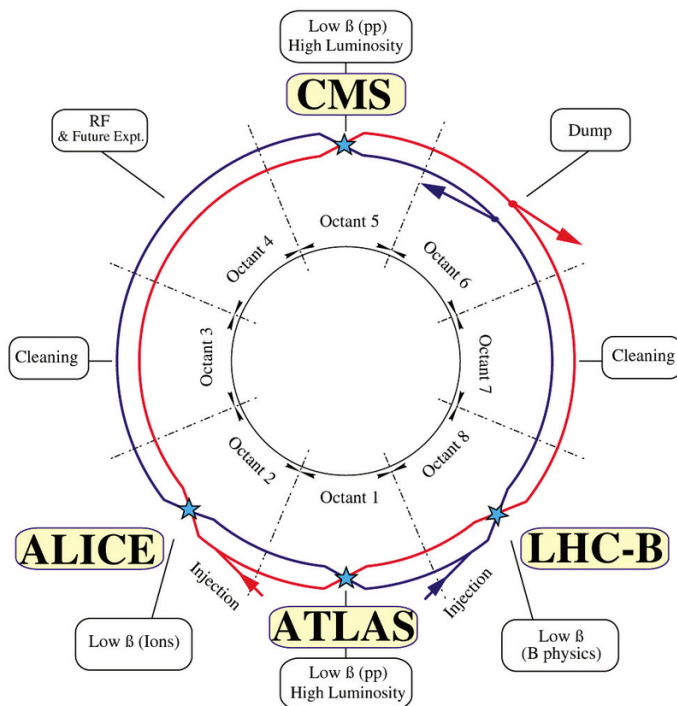 Low ß (pp)
High Luminosity
CMS
RF
& Future Expt.
Dump
Octant 5
Octant 4
Octant 6
Cleaning
Octant 3
Octant 7
Cleaning
Octant 2
Octant 8
Octant 1
ALICE
LHC-B
Injection
Injection
ATLAS
Low ß (Ions)
Low ß
(B physics)
Low ß (pp)
High Luminosity